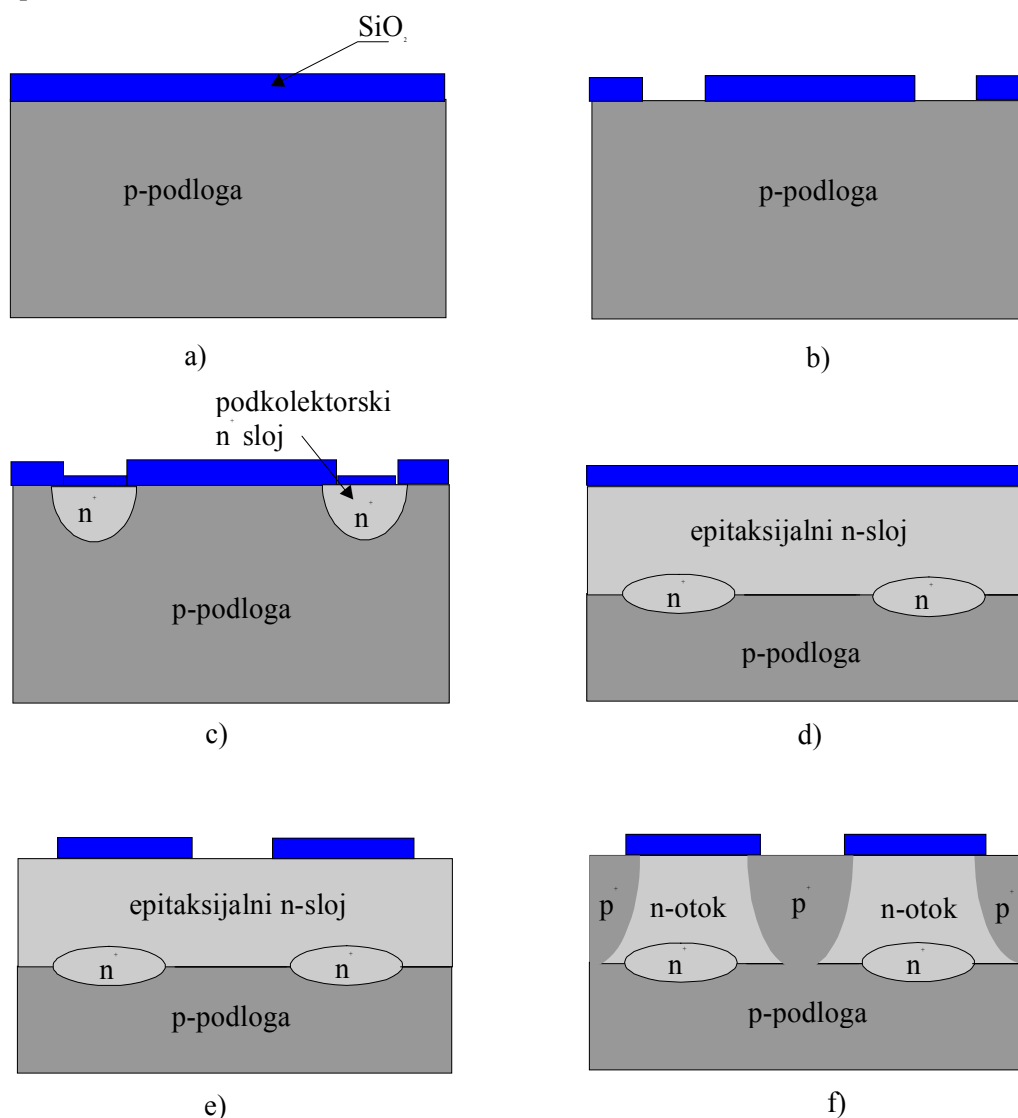 SiO₂
p-podloga
p-podloga
a)
b)
podkolektorski
n⁺ sloj
n⁺
n⁺
p-podloga
epitaksijalni n-sloj
n⁺
n⁺
p-podloga
c)
d)
epitaksijalni n-sloj
n⁺
n⁺
p-podloga
p⁺
n-otok
p⁺
n-otok
p⁺
n⁺
n⁺
p-podloga
e)
f)